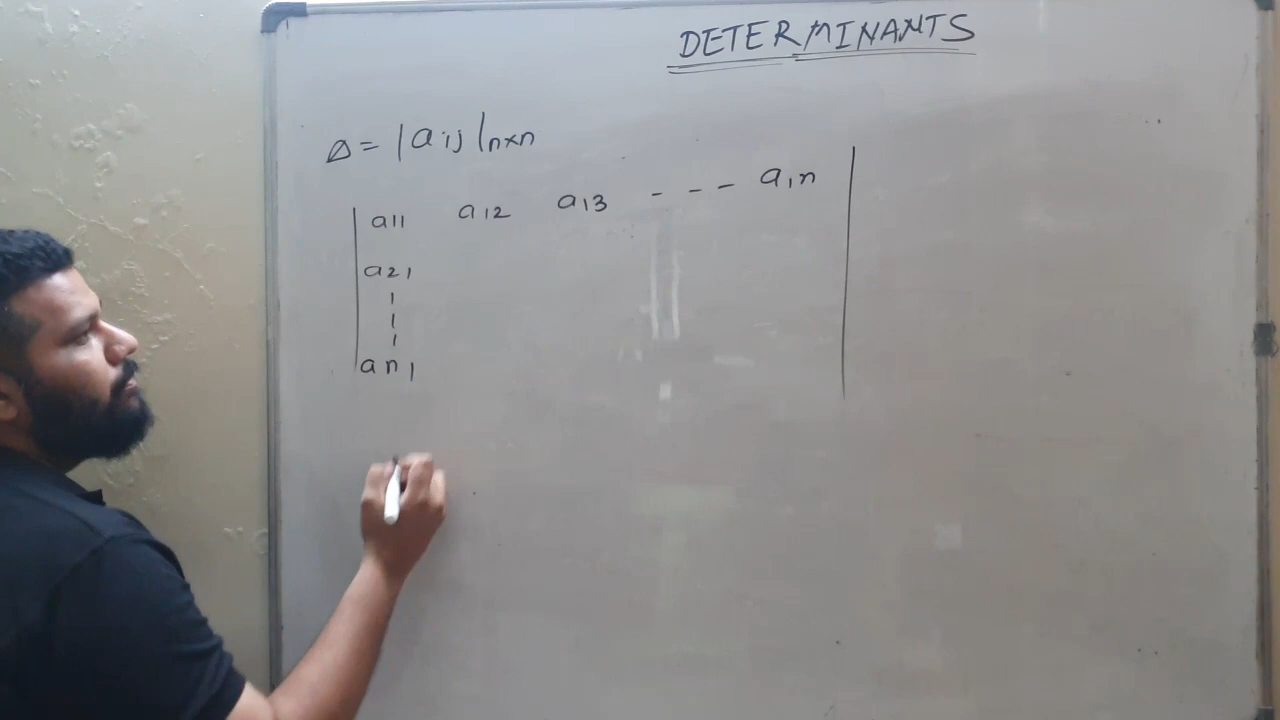 DETERMINANTS
Δ = |aij|n×n
a11 a12 a13 - - - a1n
a21
|
|
|
an1